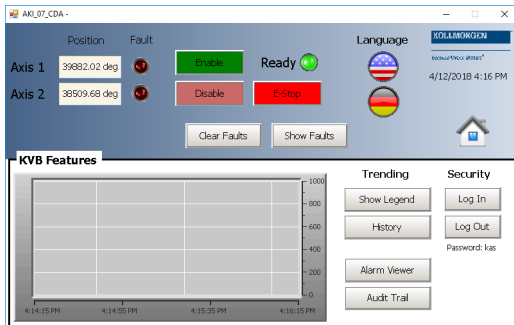 AKI_07_CDA -
Position Fault Language KOLLMORGEN
Axis 1 39882.02 deg Enable Ready
4/12/2018 4:16 PM
Axis 2 38509.68 deg Disable E-Stop
Clear Faults Show Faults
KVB Features
Trending Security
Show Legend Log In
History Log Out
Password: kas
Alarm Viewer
Audit Trail
1000
800
600
400
200
0
4:14:15 PM 4:14:55 PM 4:15:35 PM 4:16:15 PM